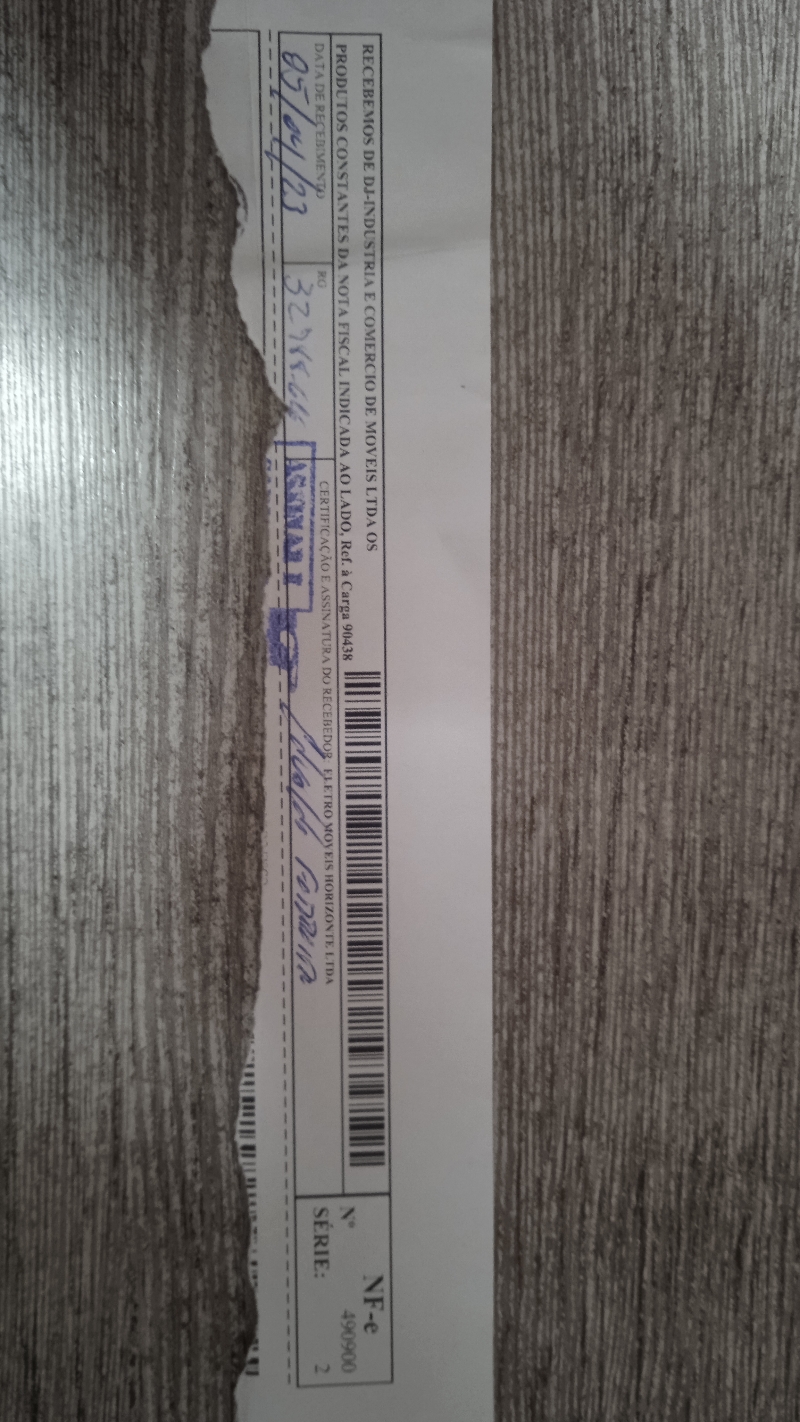 RECEBEMOS DE DJ-INDUSTRIA E COMERCIO DE MOVEIS LTDA OS
PRODUTOS CONSTANTES DA NOTA FISCAL INDICADA AO LADO, Ref. à Carga 90438
DATA DE RECEBIMENTO
05/04/23
RG
CERTIFICAÇÃO E ASSINATURA DO RECEBEDOR: ELETRO MOVEIS HORIZONTE LTDA
ASSINAR E
NF-e
Nº 490900
SÉRIE: 2